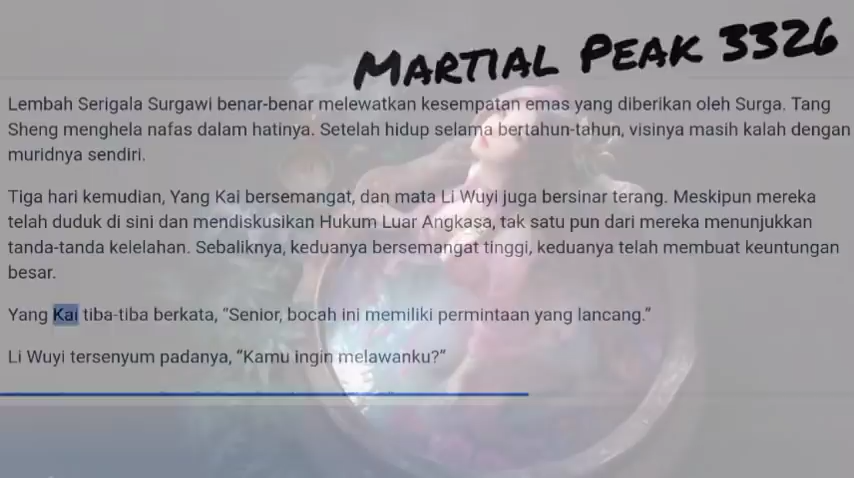 MARTIAL PEAK 3326
Lembah Serigala Surgawi benar-benar melewatkan kesempatan emas yang diberikan oleh Surga. Tang
Sheng menghela nafas dalam hatinya. Setelah hidup selama bertahun-tahun, visinya masih kalah dengan
muridnya sendiri.
Tiga hari kemudian, Yang Kai bersemangat, dan mata Li Wuyi juga bersinar terang. Meskipun mereka
telah duduk di sini dan mendiskusikan Hukum Luar Angkasa, tak satu pun dari mereka menunjukkan
tanda-tanda kelelahan. Sebaliknya, keduanya bersemangat tinggi, keduanya telah membuat keuntungan
besar.
Yang Kai tiba-tiba berkata, “Senior, bocah ini memiliki permintaan yang lancang.”
Li Wuyi tersenyum padanya, “Kamu ingin melawanku?”